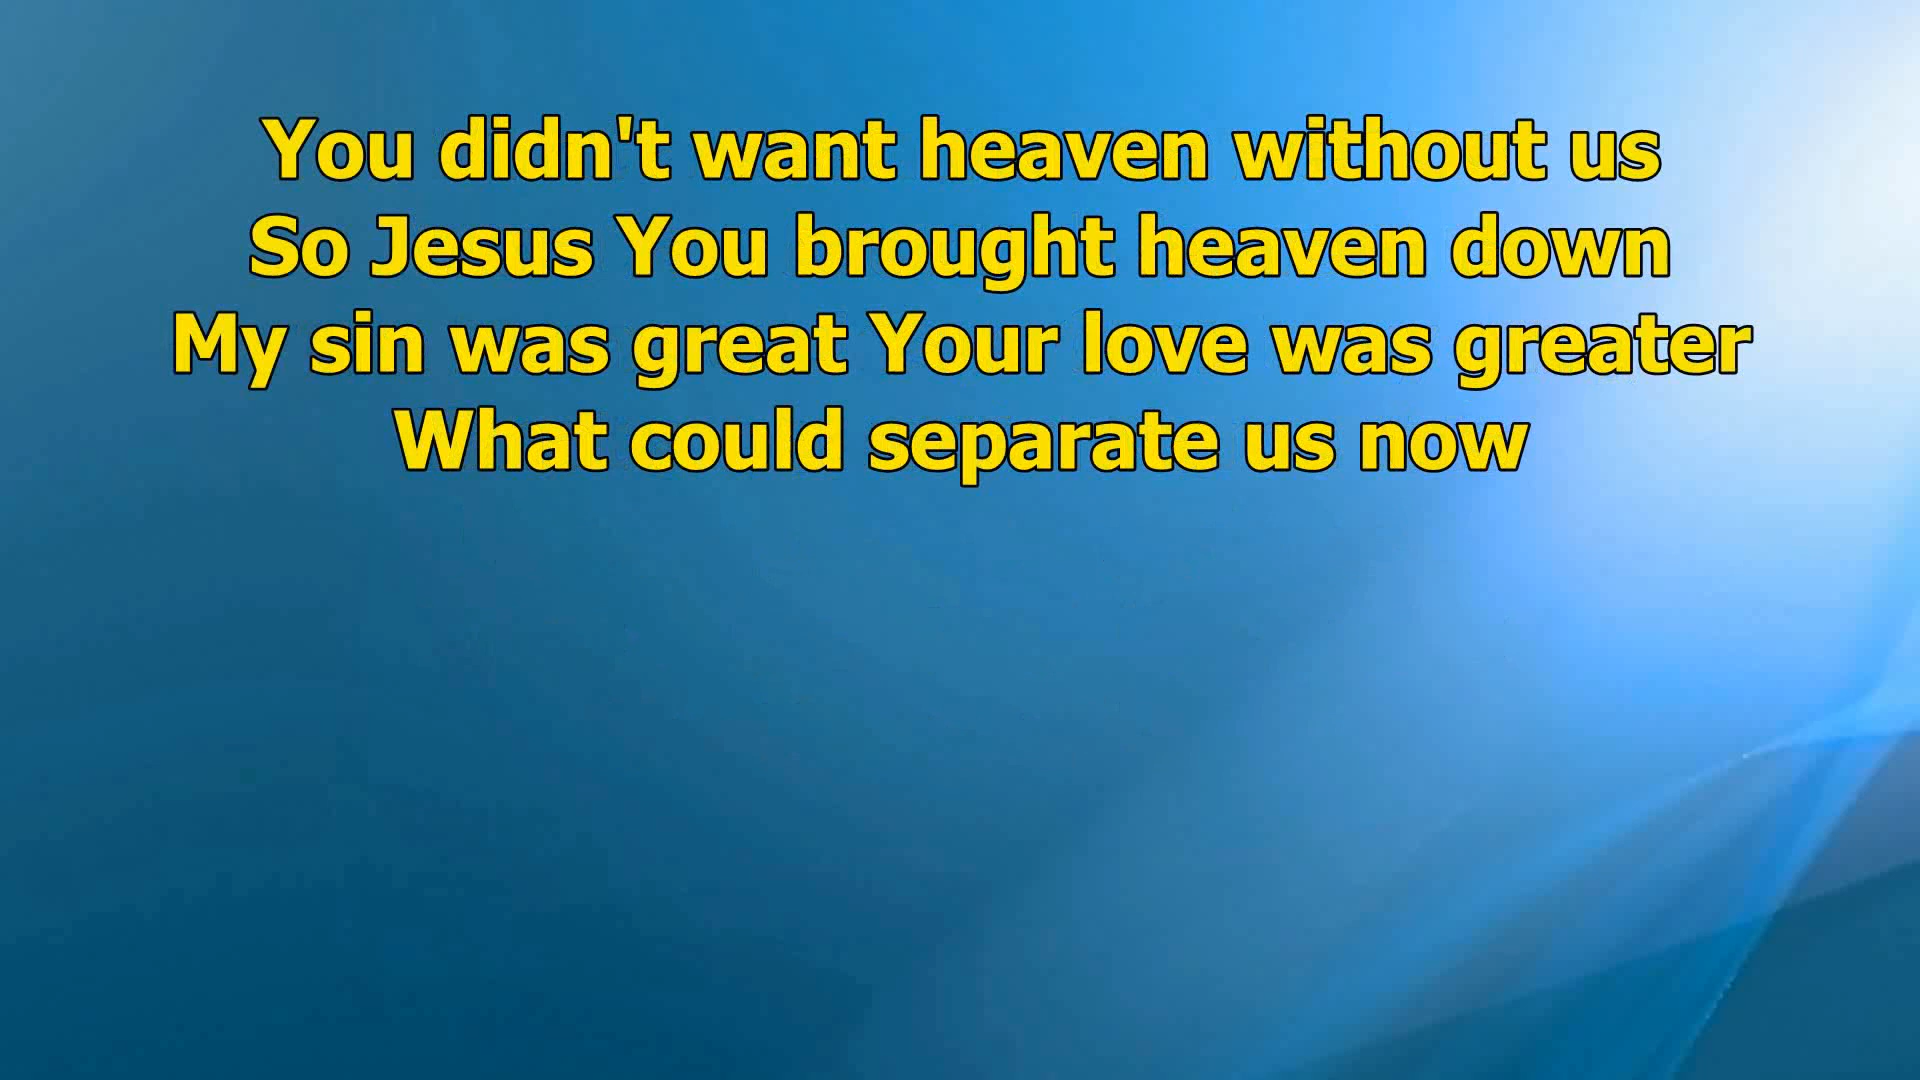 You didn't want heaven without us
So Jesus You brought heaven down
My sin was great Your love was greater
What could separate us now